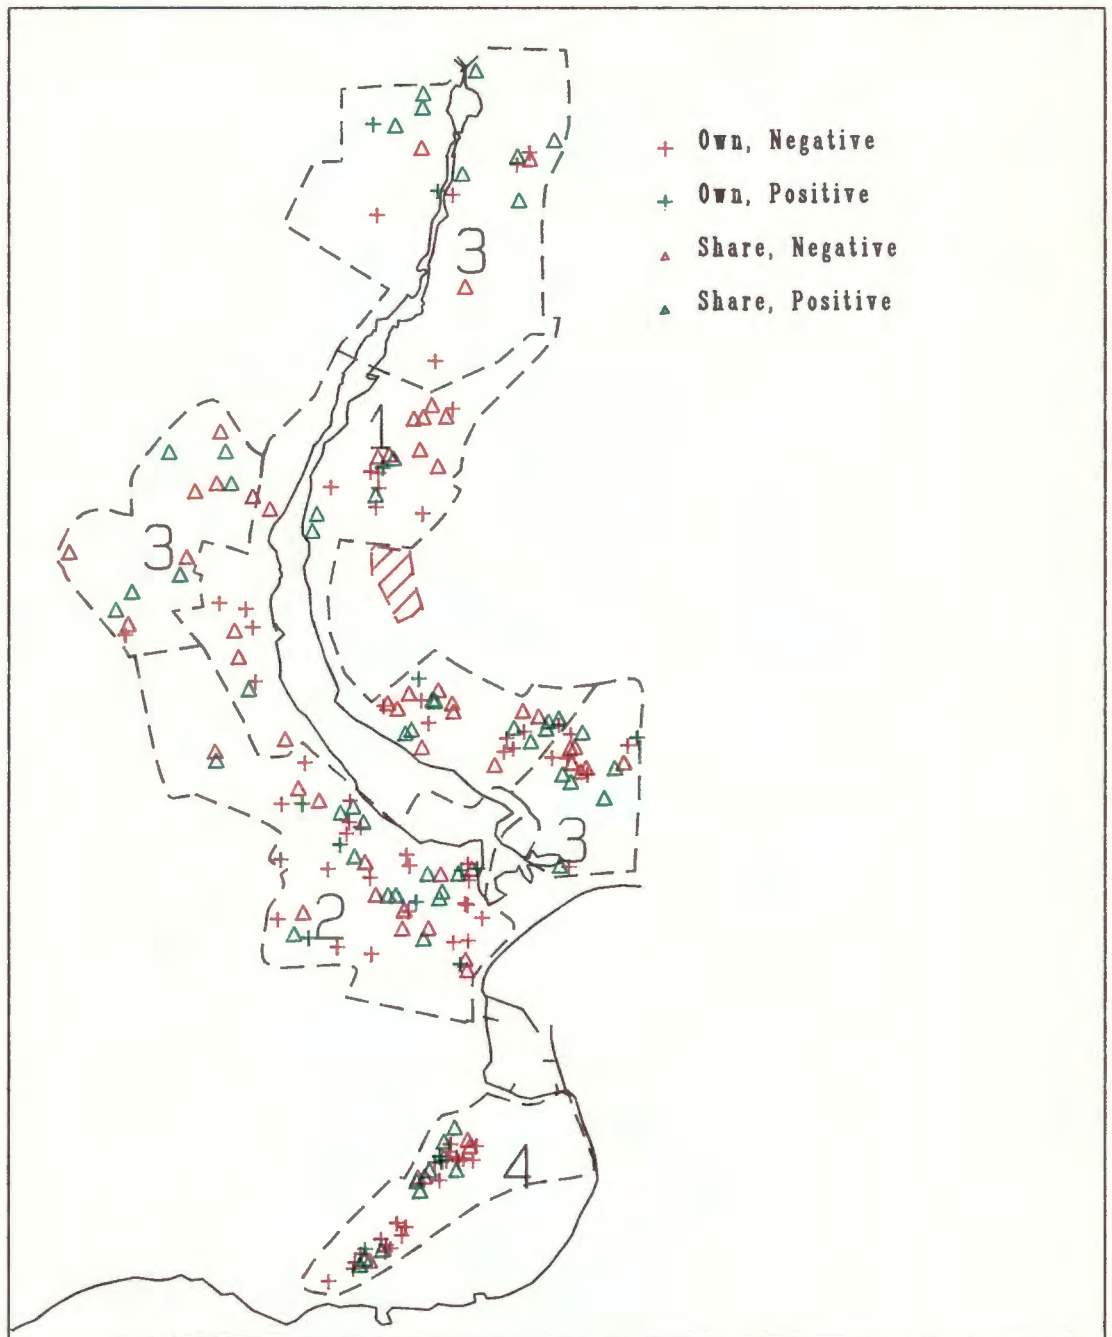 Own, Negative
Own, Positive
3
Share, Negative
Share, Positive
1
3
3
2
4